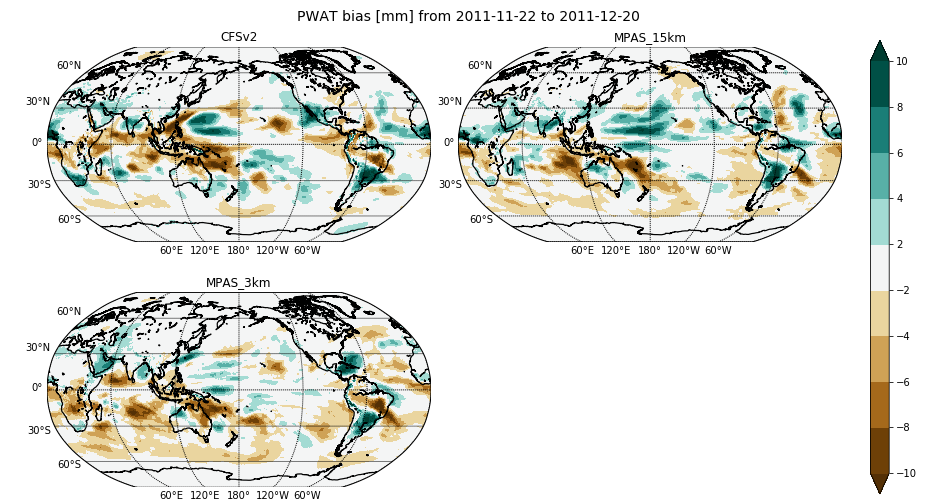 PWAT bias [mm] from 2011-11-22 to 2011-12-20
CFSv2
60°N
30°N
0°
30°S
60°S
60°E 120°E 180° 120°W 60°W
MPAS_15km
60°N
30°N
0°
30°S
60°S
60°E 120°E 180° 120°W 60°W
MPAS_3km
60°N
30°N
0°
30°S
60°S
60°E 120°E 180° 120°W 60°W
10
8
6
4
2
−2
−4
−6
−8
−10